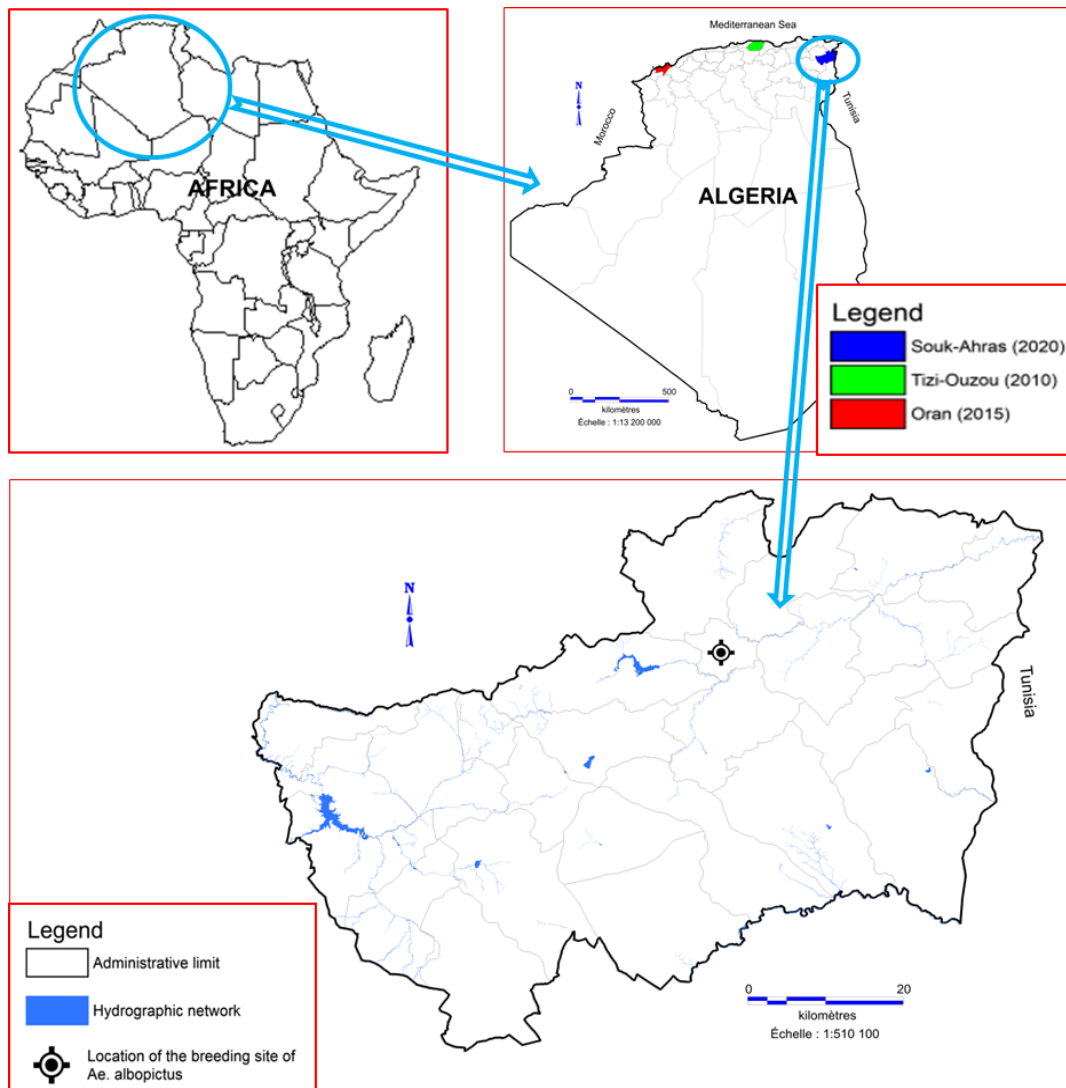 AFRICA
Mediterranean Sea
N
Morocco
Tunisia
ALGERIA
0 500
kilomètres
Échelle : 1:13 200 000
Legend
Souk-Ahras (2020)
Tizi-Ouzou (2010)
Oran (2015)
N
Tunisia
Legend
Administrative limit
Hydrographic network
Location of the breeding site of
Ae. albopictus
0 20
kilomètres
Échelle : 1:510 100